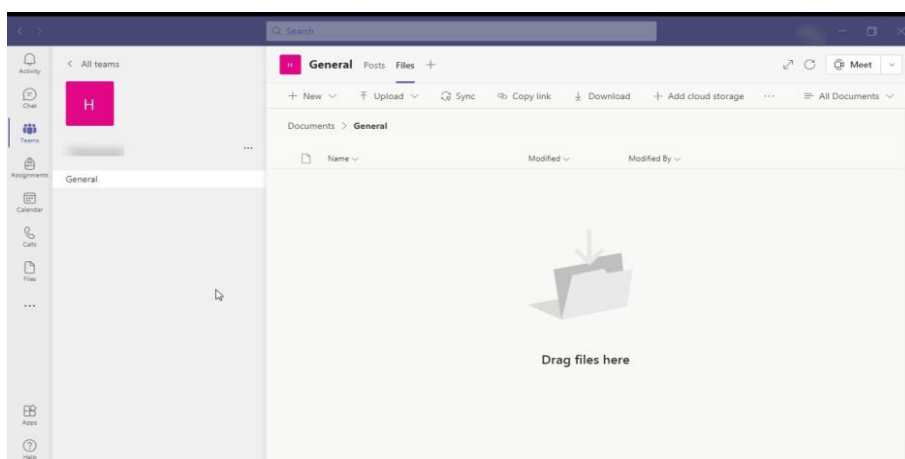 Search
Activity
Chat
Teams
Assignments
Calendar
Calls
Files
Apps
Help
All teams
H
General
H General Posts Files
Meet
New Upload Sync Copy link Download Add cloud storage ... All Documents
Documents > General
Name Modified Modified By
Drag files here